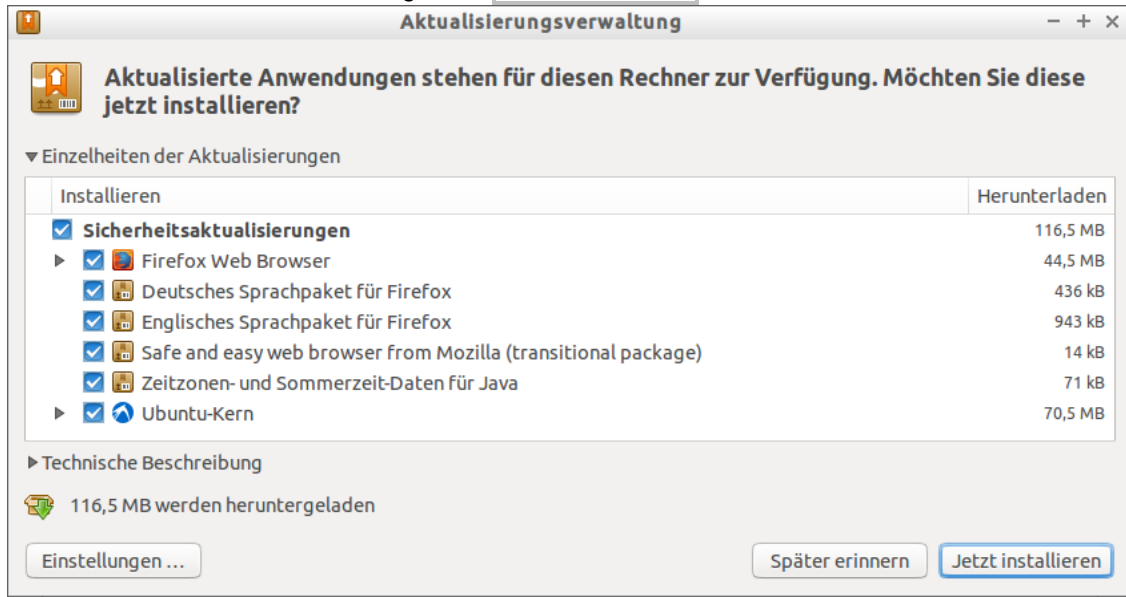 Aktualisierungsverwaltung
Aktualisierte Anwendungen stehen für diesen Rechner zur Verfügung. Möchten Sie diese
jetzt installieren?
Einzelheiten der Aktualisierungen
Installieren Herunterladen
Sicherheitsaktualisierungen 116,5 MB
Firefox Web Browser 44,5 MB
Deutsches Sprachpaket für Firefox 436 kB
Englisches Sprachpaket für Firefox 943 kB
Safe and easy web browser from Mozilla (transitional package) 14 kB
Zeitzonen- und Sommerzeit-Daten für Java 71 kB
Ubuntu-Kern 70,5 MB
Technische Beschreibung
116,5 MB werden heruntergeladen
Einstellungen ... Später erinnern Jetzt installieren